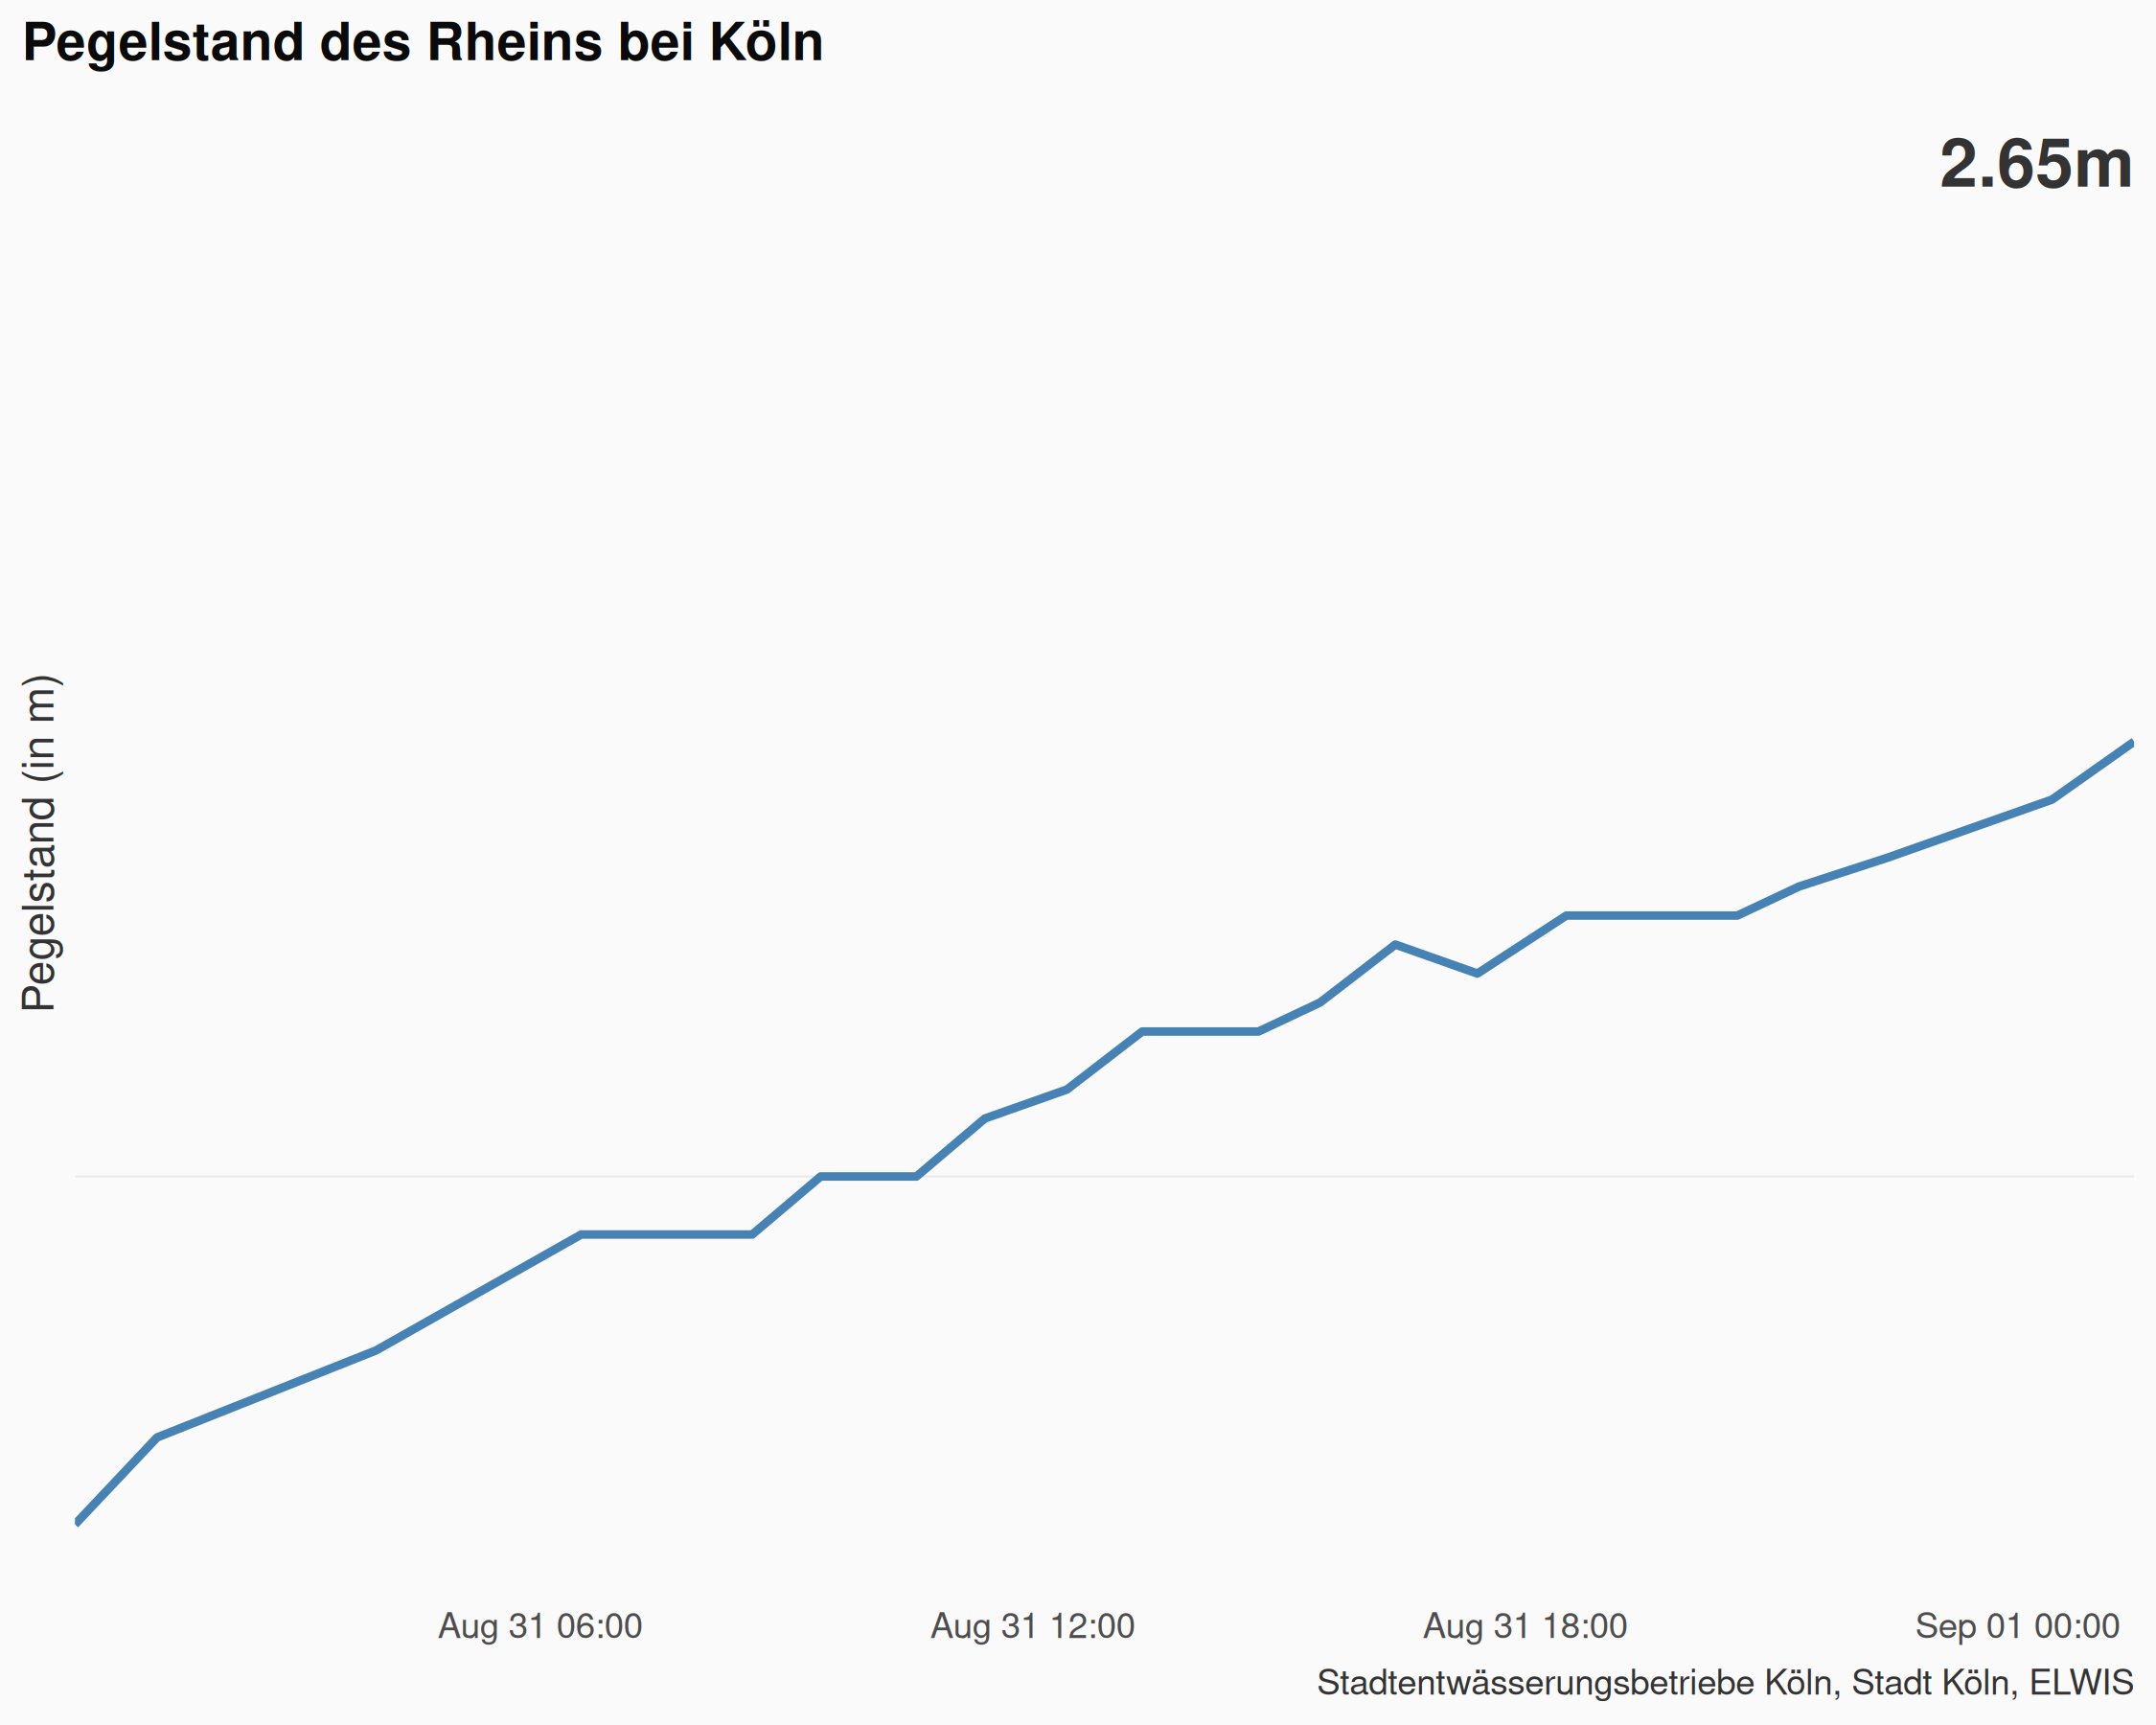 Pegelstand des Rheins bei Köln
2.65m
Pegelstand (in m)
Aug 31 06:00 Aug 31 12:00 Aug 31 18:00 Sep 01 00:00
Stadtentwässerungsbetriebe Köln, Stadt Köln, ELWIS